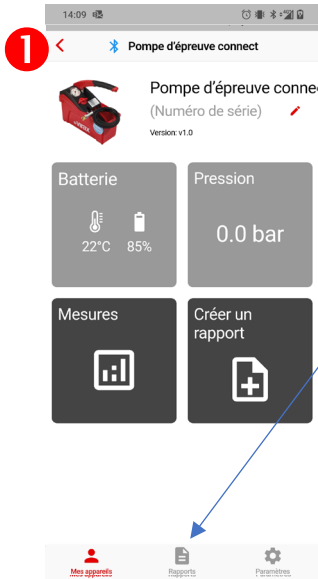 14:09
1
Pompe d'épreuve connect
Pompe d'épreuve conne
(Numéro de série)
Version: v1.0
Batterie
22°C 85%
Pression
0.0 bar
Mesures
Créer un
rapport
Mes appareils
Rapports
Paramètres